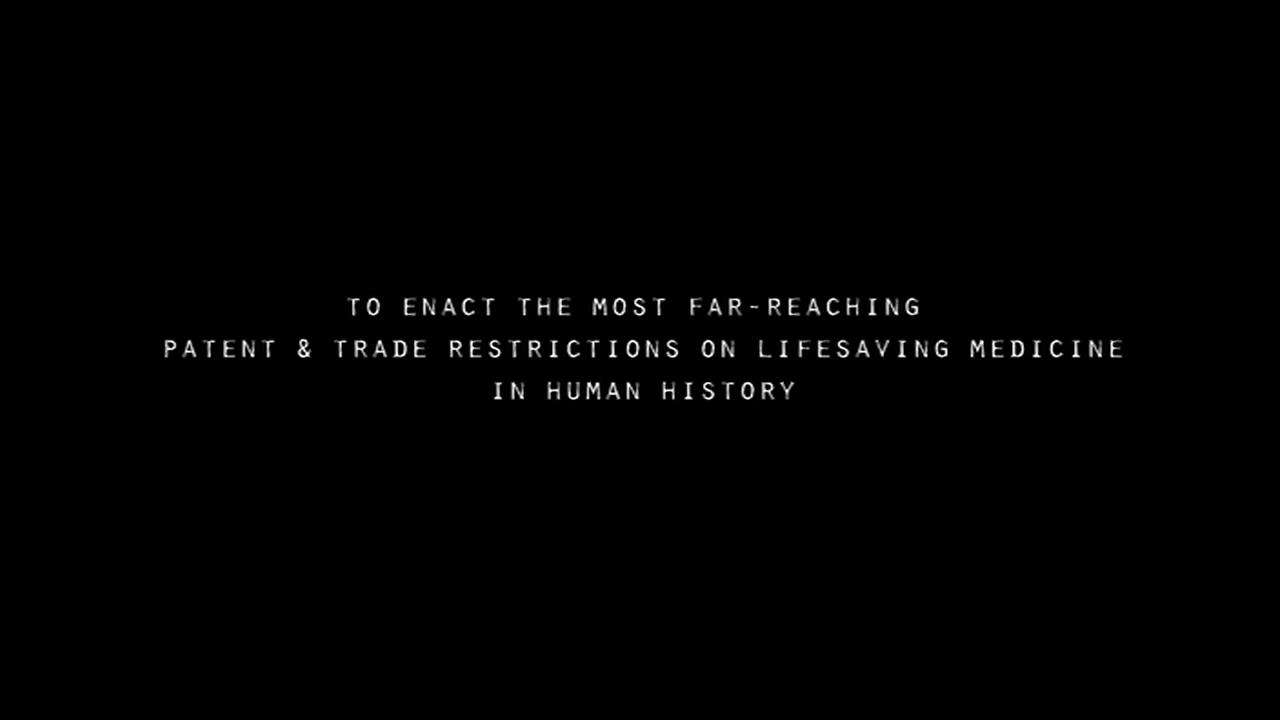 TO ENACT THE MOST FAR-REACHING
PATENT & TRADE RESTRICTIONS ON LIFESAVING MEDICINE
IN HUMAN HISTORY